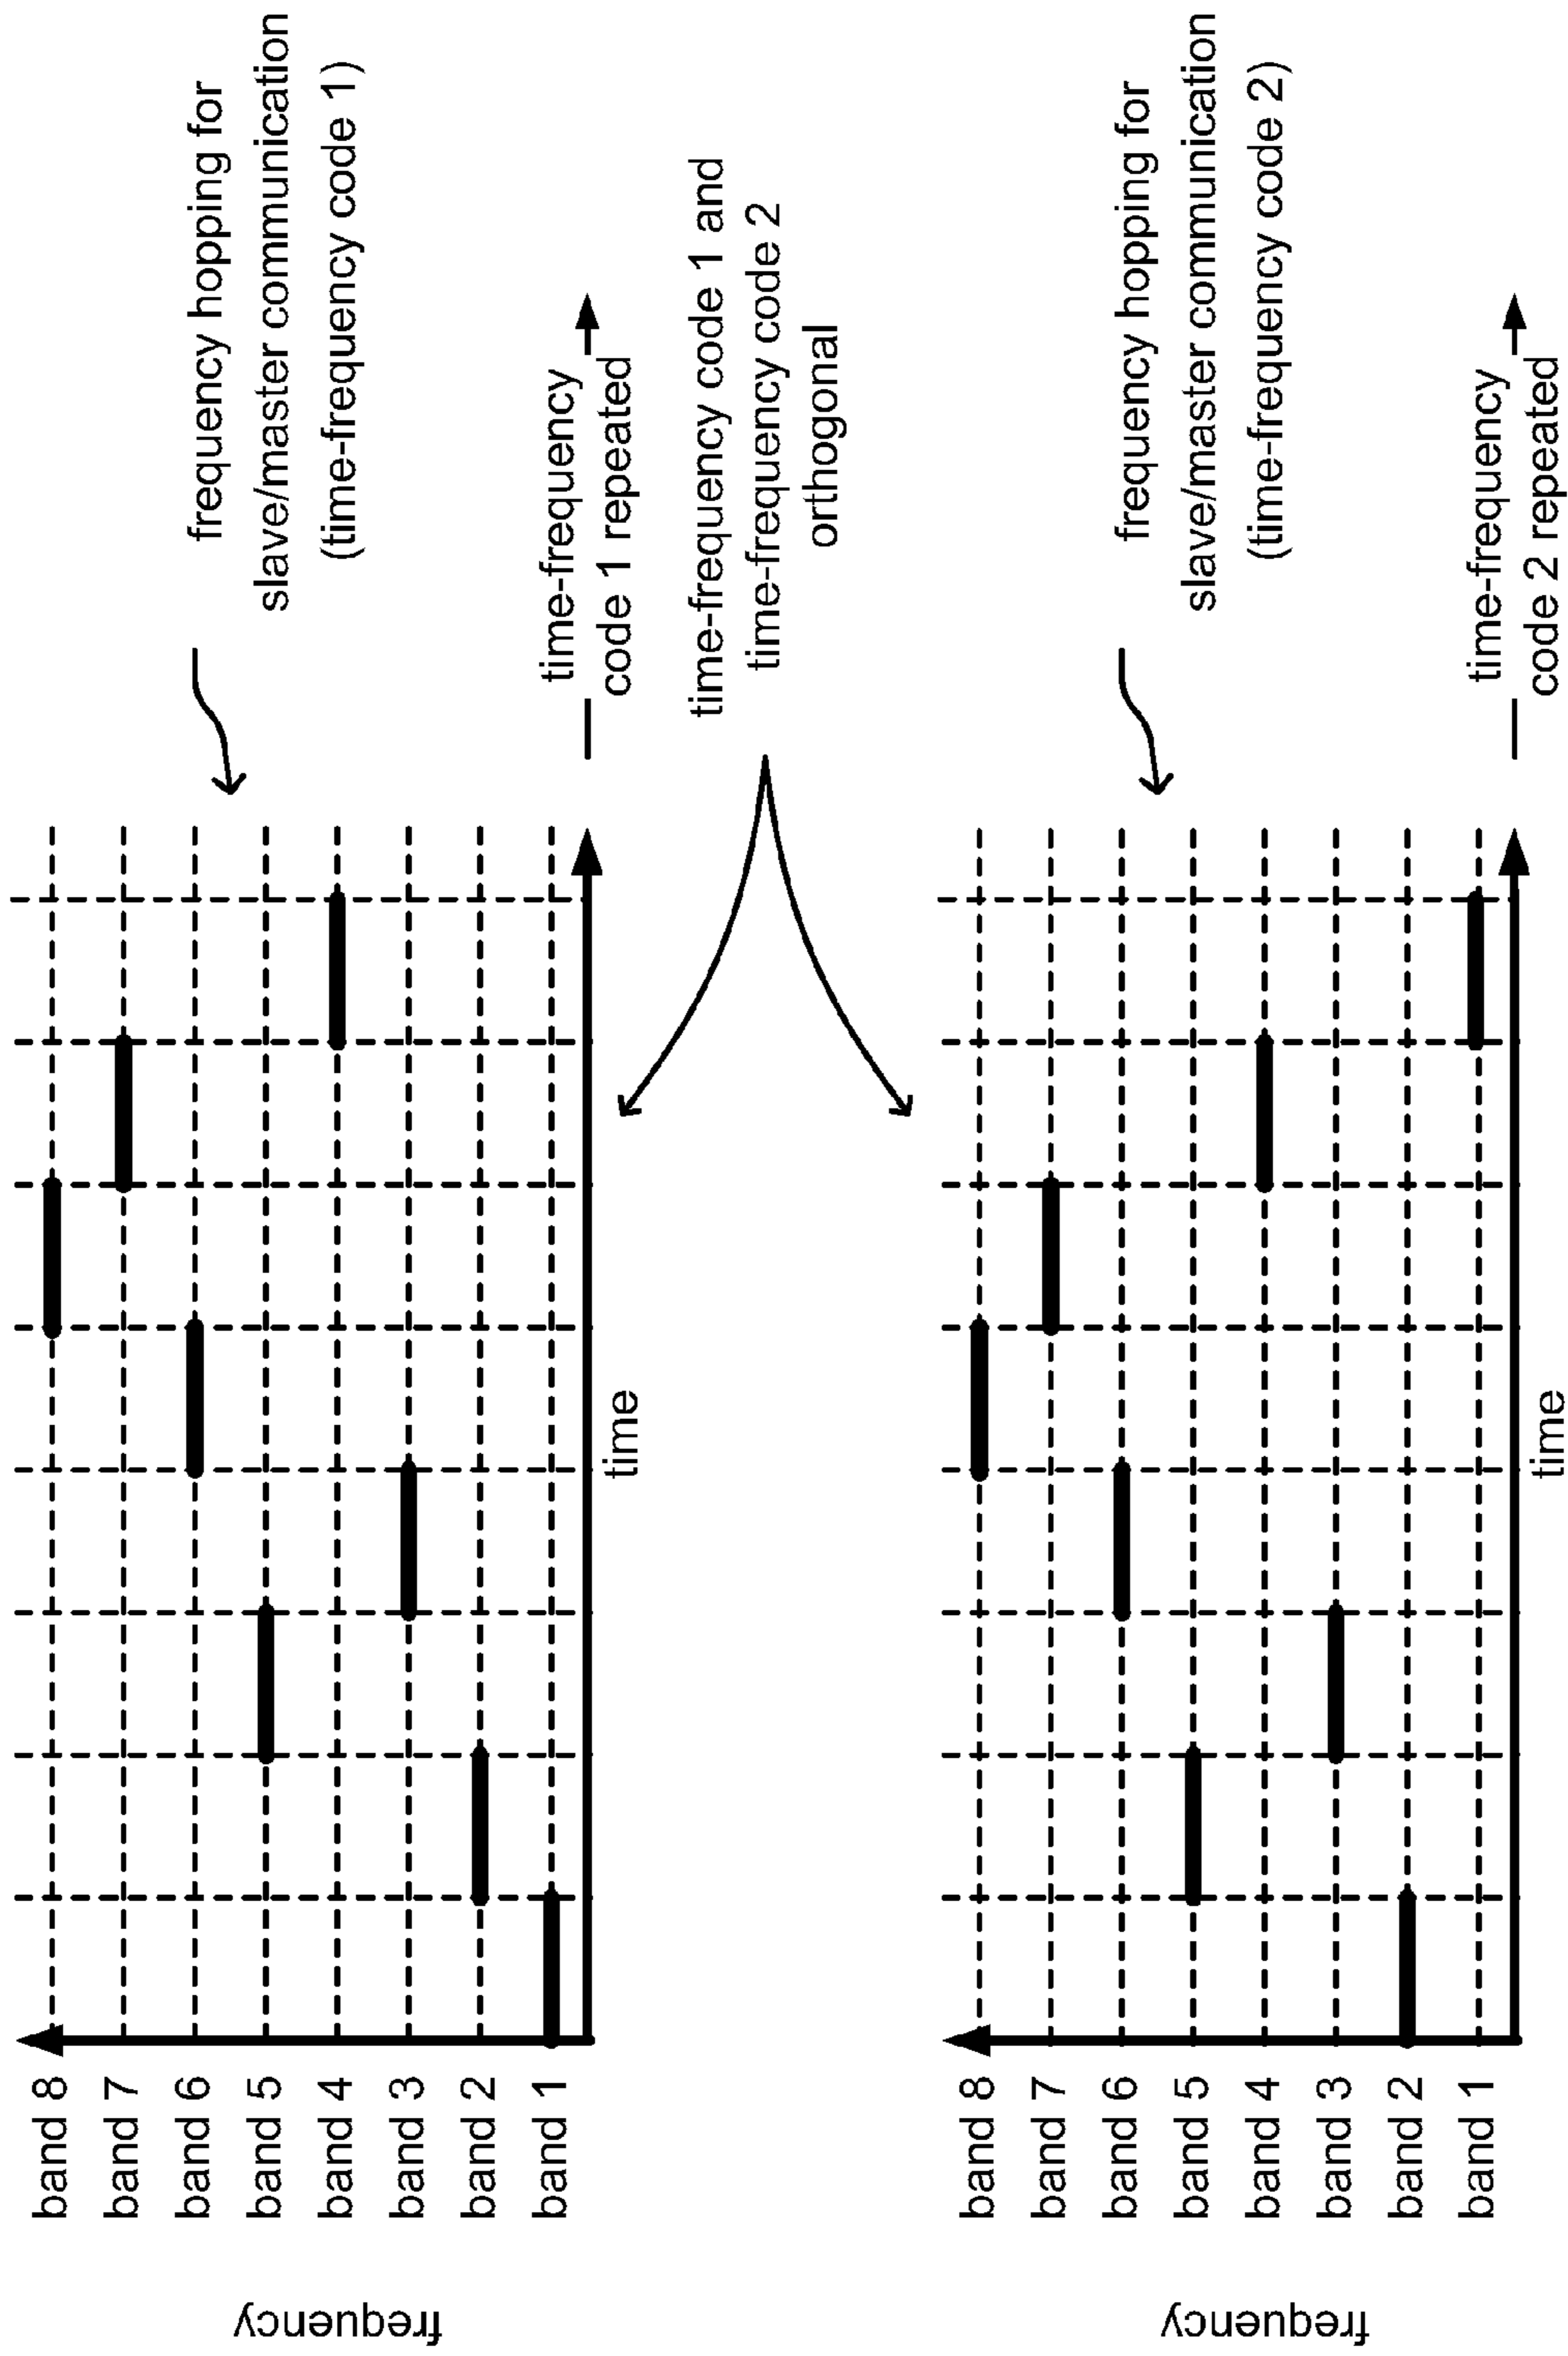 frequency
band 8
band 7
band 6
band 5
band 4
band 3
band 2
band 1
time
frequency hopping for
slave/master communication
(time-frequency code 1)
time-frequency
code 1 repeated
time-frequency code 1 and
time-frequency code 2
orthogonal
frequency
band 8
band 7
band 6
band 5
band 4
band 3
band 2
band 1
time
frequency hopping for
slave/master communication
(time-frequency code 2)
time-frequency
code 2 repeated